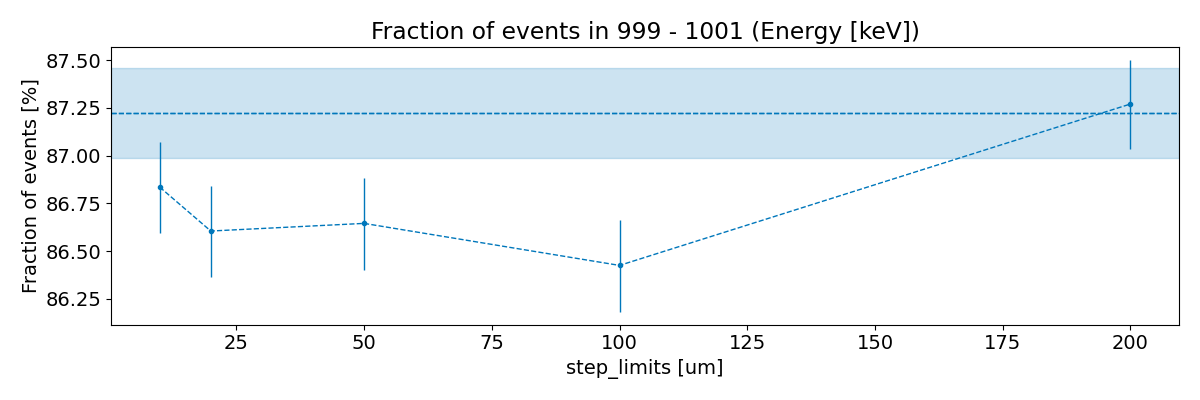 Fraction of events in 999 - 1001 (Energy [keV])
Fraction of events [%]
87.50
87.25
87.00
86.75
86.50
86.25
25 50 75 100 125 150 175 200
step_limits [um]